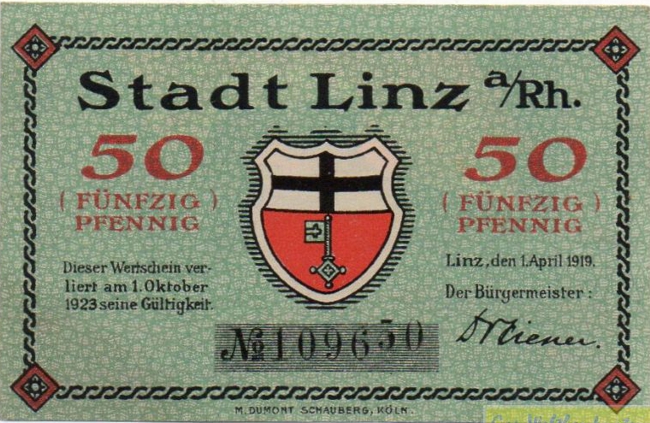 Stadt Linz a/Rh.
50
(FÜNFZIG)
PFENNIG
Dieser Wertschein ver-
liert am 1. Oktober
1923 seine Gültigkeit.
50
(FÜNFZIG)
PFENNIG
Linz, den 1. April 1919.
Der Bürgermeister:
№ 109650
M. DUMONT SCHAUBERG, KÖLN.